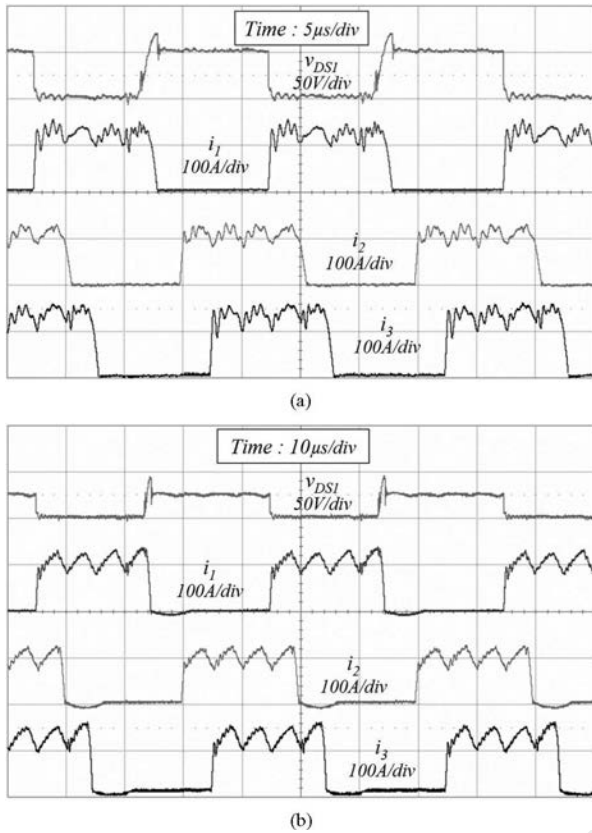 Time : 5µs/div
v_DS1
50V/div
i_1
100A/div
i_2
100A/div
i_3
100A/div
(a)
Time : 10µs/div
v_DS1
50V/div
i_1
100A/div
i_2
100A/div
i_3
100A/div
(b)